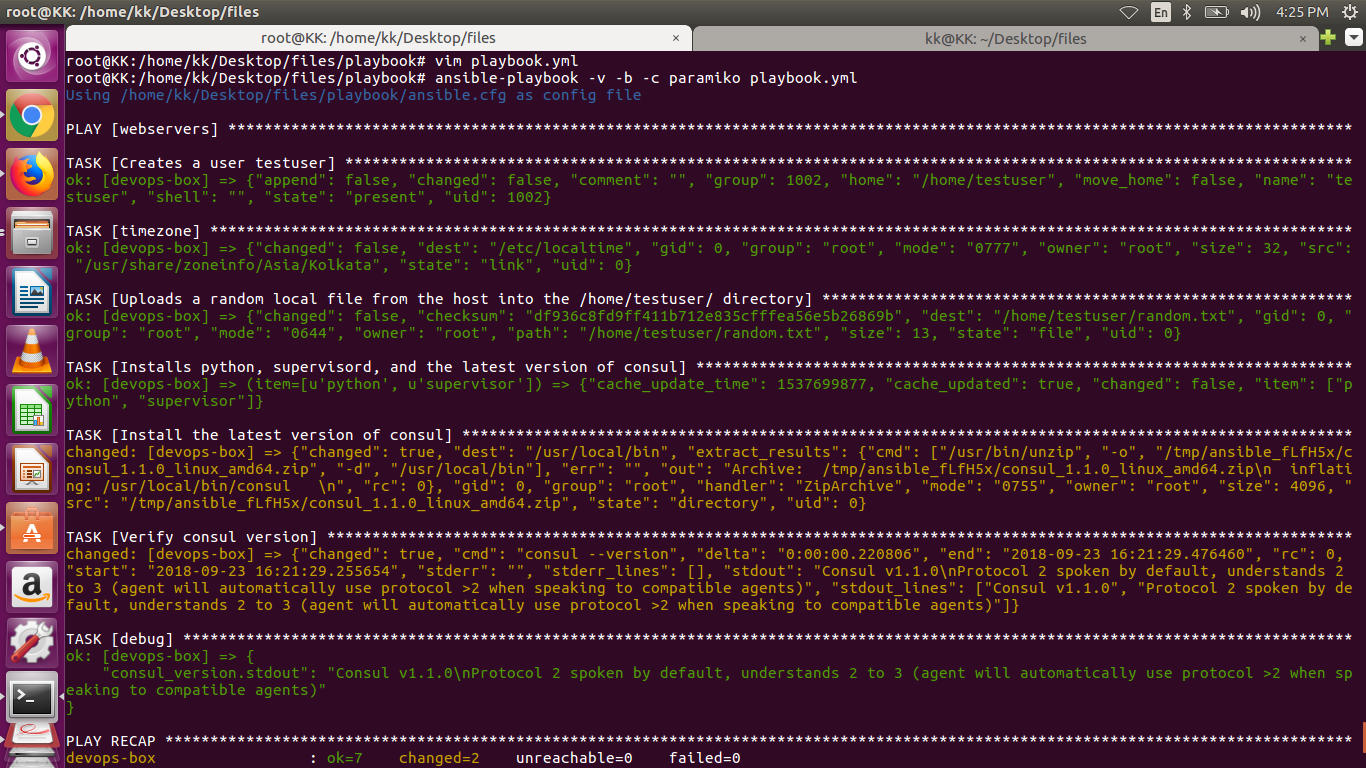 root@KK: /home/kk/Desktop/files
En
4:25 PM
root@KK: /home/kk/Desktop/files ×
kk@KK: ~/Desktop/files ×
root@KK:/home/kk/Desktop/files/playbook# vim playbook.yml
root@KK:/home/kk/Desktop/files/playbook# ansible-playbook -v -b -c paramiko playbook.yml
Using /home/kk/Desktop/files/playbook/ansible.cfg as config file
PLAY [webservers] *****************************************************************************************************************************
TASK [Creates a user testuser] ****************************************************************************************************************
ok: [devops-box] => {"append": false, "changed": false, "comment": "", "group": 1002, "home": "/home/testuser", "move_home": false, "name": "te
stuser", "shell": "", "state": "present", "uid": 1002}
TASK [timezone] *******************************************************************************************************************************
ok: [devops-box] => {"changed": false, "dest": "/etc/localtime", "gid": 0, "group": "root", "mode": "0777", "owner": "root", "size": 32, "src":
 "/usr/share/zoneinfo/Asia/Kolkata", "state": "link", "uid": 0}
TASK [Uploads a random local file from the host into the /home/testuser/ directory] ***********************************************************
ok: [devops-box] => {"changed": false, "checksum": "df936c8fd9ff411b712e835cfffea56e5b26869b", "dest": "/home/testuser/random.txt", "gid": 0, "
group": "root", "mode": "0644", "owner": "root", "path": "/home/testuser/random.txt", "size": 13, "state": "file", "uid": 0}
TASK [Installs python, supervisord, and the latest version of consul] *************************************************************************
ok: [devops-box] => (item=[u'python', u'supervisor']) => {"cache_update_time": 1537699877, "cache_updated": true, "changed": false, "item": ["p
ython", "supervisor"]}
TASK [Install the latest version of consul] ***************************************************************************************************
changed: [devops-box] => {"changed": true, "dest": "/usr/local/bin", "extract_results": {"cmd": ["/usr/bin/unzip", "-o", "/tmp/ansible_fLfH5x/c
onsul_1.1.0_linux_amd64.zip", "-d", "/usr/local/bin"], "err": "", "out": "Archive:  /tmp/ansible_fLfH5x/consul_1.1.0_linux_amd64.zip\n  inflati
ng: /usr/local/bin/consul   \n", "rc": 0}, "gid": 0, "group": "root", "handler": "ZipArchive", "mode": "0755", "owner": "root", "size": 4096, "
src": "/tmp/ansible_fLfH5x/consul_1.1.0_linux_amd64.zip", "state": "directory", "uid": 0}
TASK [Verify consul version] ******************************************************************************************************************
changed: [devops-box] => {"changed": true, "cmd": "consul --version", "delta": "0:00:00.220806", "end": "2018-09-23 16:21:29.476460", "rc": 0,
"start": "2018-09-23 16:21:29.255654", "stderr": "", "stderr_lines": [], "stdout": "Consul v1.1.0\nProtocol 2 spoken by default, understands 2
to 3 (agent will automatically use protocol >2 when speaking to compatible agents)", "stdout_lines": ["Consul v1.1.0", "Protocol 2 spoken by de
fault, understands 2 to 3 (agent will automatically use protocol >2 when speaking to compatible agents)"]}
TASK [debug] **********************************************************************************************************************************
ok: [devops-box] => {
    "consul_version.stdout": "Consul v1.1.0\nProtocol 2 spoken by default, understands 2 to 3 (agent will automatically use protocol >2 when sp
eaking to compatible agents)"
}
PLAY RECAP ************************************************************************************************************************************
devops-box                 : ok=7    changed=2    unreachable=0    failed=0